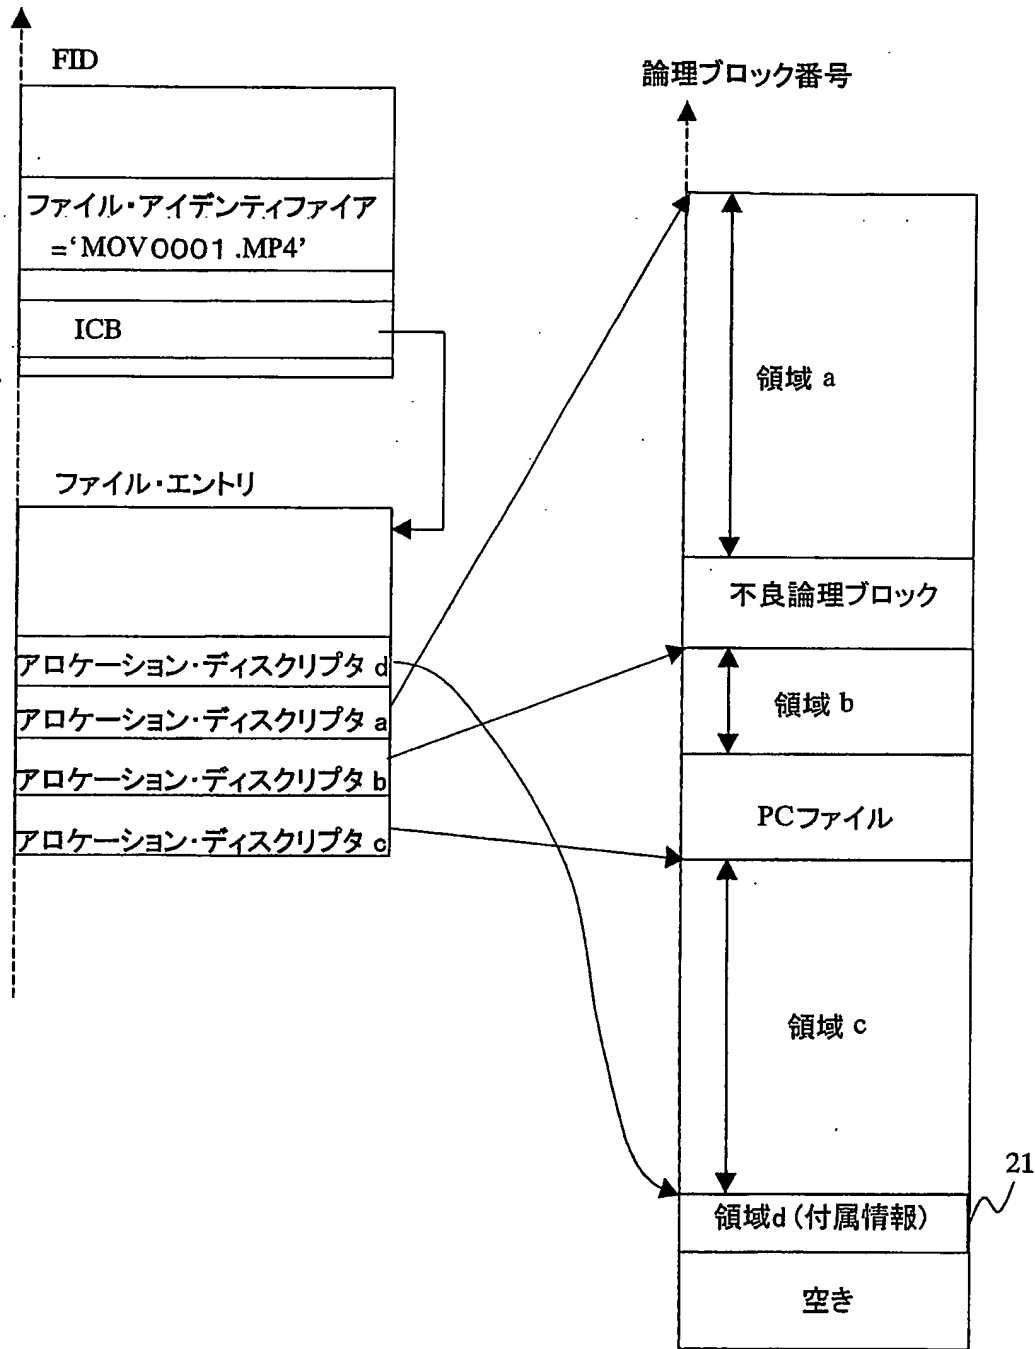 FID
ファイル・アイデンティファイア
=‘MOV0001.MP4’
ICB
ファイル・エントリ
アロケーション・ディスクリプタ d
アロケーション・ディスクリプタ a
アロケーション・ディスクリプタ b
アロケーション・ディスクリプタ c
論理ブロック番号
領域 a
不良論理ブロック
領域 b
PCファイル
領域 c
領域d(付属情報)
21
空き